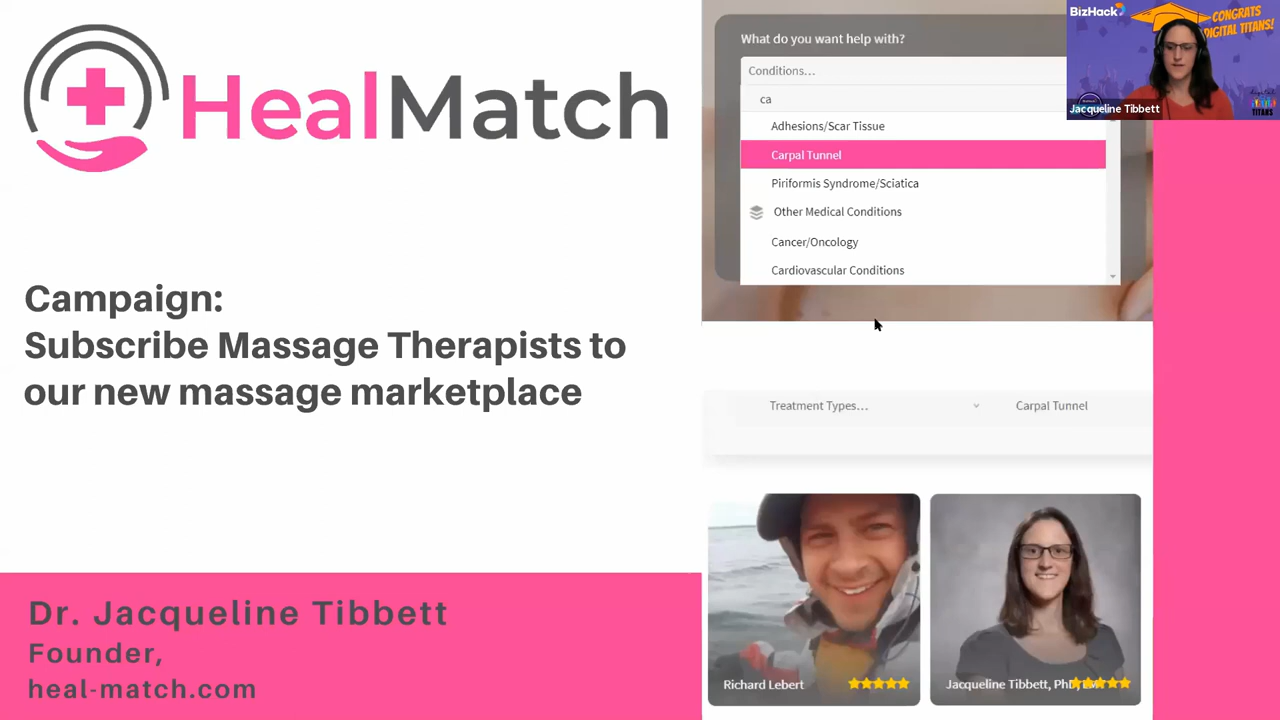 HealMatch
Campaign:
Subscribe Massage Therapists to
our new massage marketplace
Dr. Jacqueline Tibbett
Founder,
heal-match.com
What do you want help with?
Conditions...
ca
Adhesions/Scar Tissue
Carpal Tunnel
Piriformis Syndrome/Sciatica
Other Medical Conditions
Cancer/Oncology
Cardiovascular Conditions
Treatment Types...
Carpal Tunnel
Richard Lebert
Jacqueline Tibbett, PhD,
BizHack
CONGRATS
DIGITAL TITANS!
Jacqueline Tibbett
TITANS